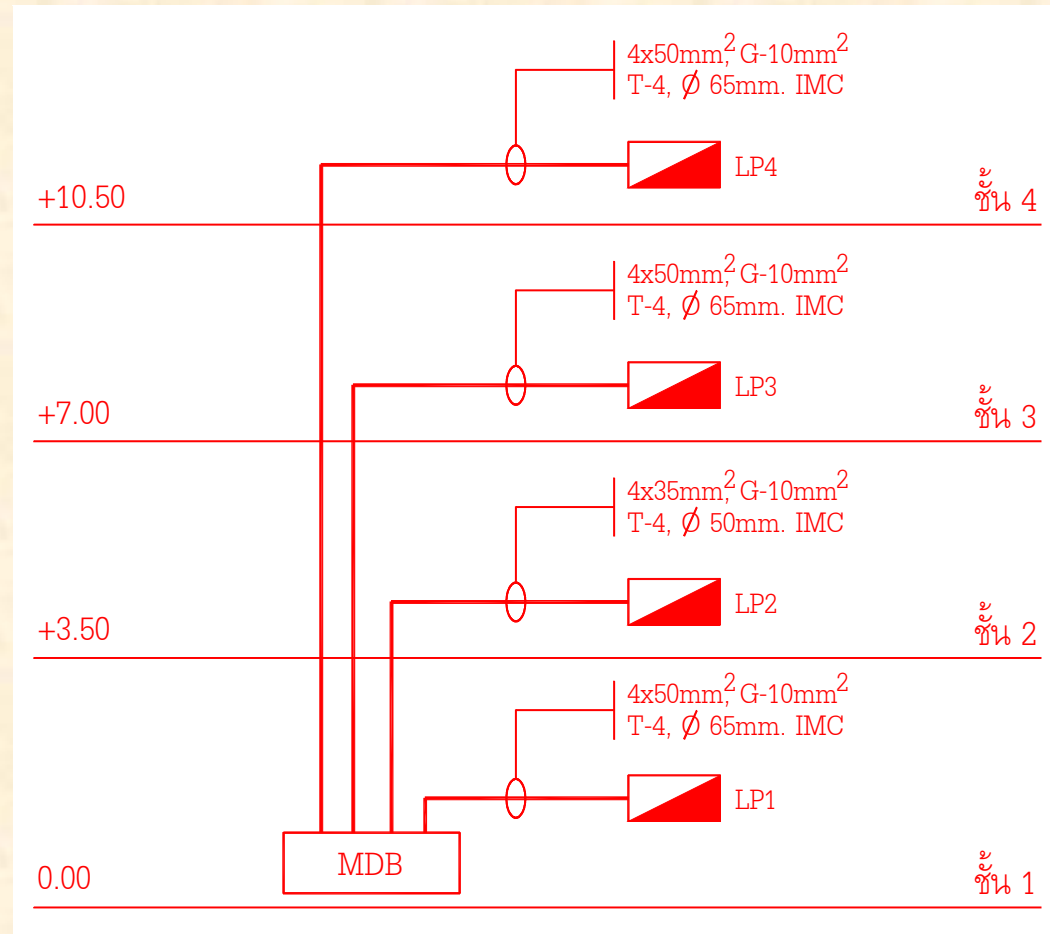 4x50mm², G-10mm²
T-4, Ø 65mm. IMC
LP4
+10.50
ชั้น 4
4x50mm², G-10mm²
T-4, Ø 65mm. IMC
LP3
+7.00
ชั้น 3
4x35mm², G-10mm²
T-4, Ø 50mm. IMC
LP2
+3.50
ชั้น 2
4x50mm², G-10mm²
T-4, Ø 65mm. IMC
LP1
MDB
0.00
ชั้น 1